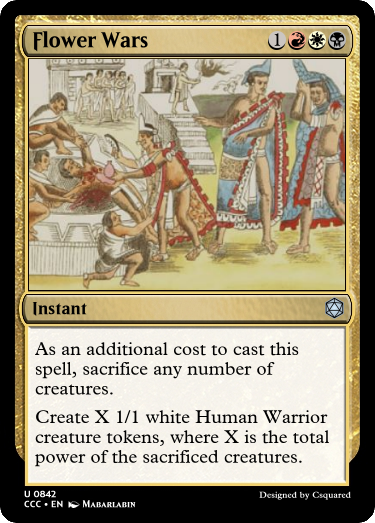 Flower Wars
1
Instant
As an additional cost to cast this
spell, sacrifice any number of
creatures.
Create X 1/1 white Human Warrior
creature tokens, where X is the total
power of the sacrificed creatures.
U 0842
CCC • EN Mabarlabin
Designed by Csquared